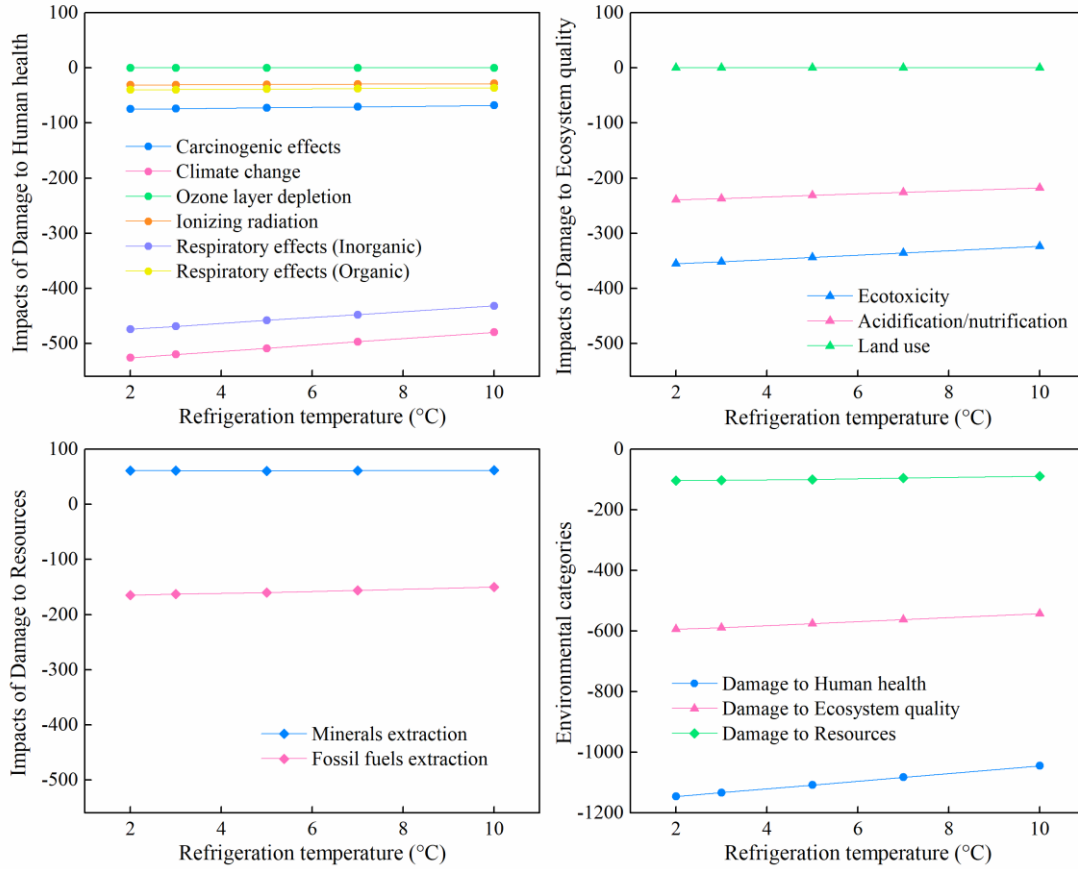 Impacts of Damage to Human health
100
0
-100
-200
-300
-400
-500
Carcinogenic effects
Climate change
Ozone layer depletion
Ionizing radiation
Respiratory effects (Inorganic)
Respiratory effects (Organic)
2
4
6
8
10
Refrigeration temperature (°C)
Impacts of Damage to Ecosystem quality
100
0
-100
-200
-300
-400
-500
Ecotoxicity
Acidification/nutrification
Land use
2
4
6
8
10
Refrigeration temperature (°C)
Impacts of Damage to Resources
100
0
-100
-200
-300
-400
-500
Minerals extraction
Fossil fuels extraction
2
4
6
8
10
Refrigeration temperature (°C)
Environmental categories
0
-200
-400
-600
-800
-1000
-1200
Damage to Human health
Damage to Ecosystem quality
Damage to Resources
2
4
6
8
10
Refrigeration temperature (°C)